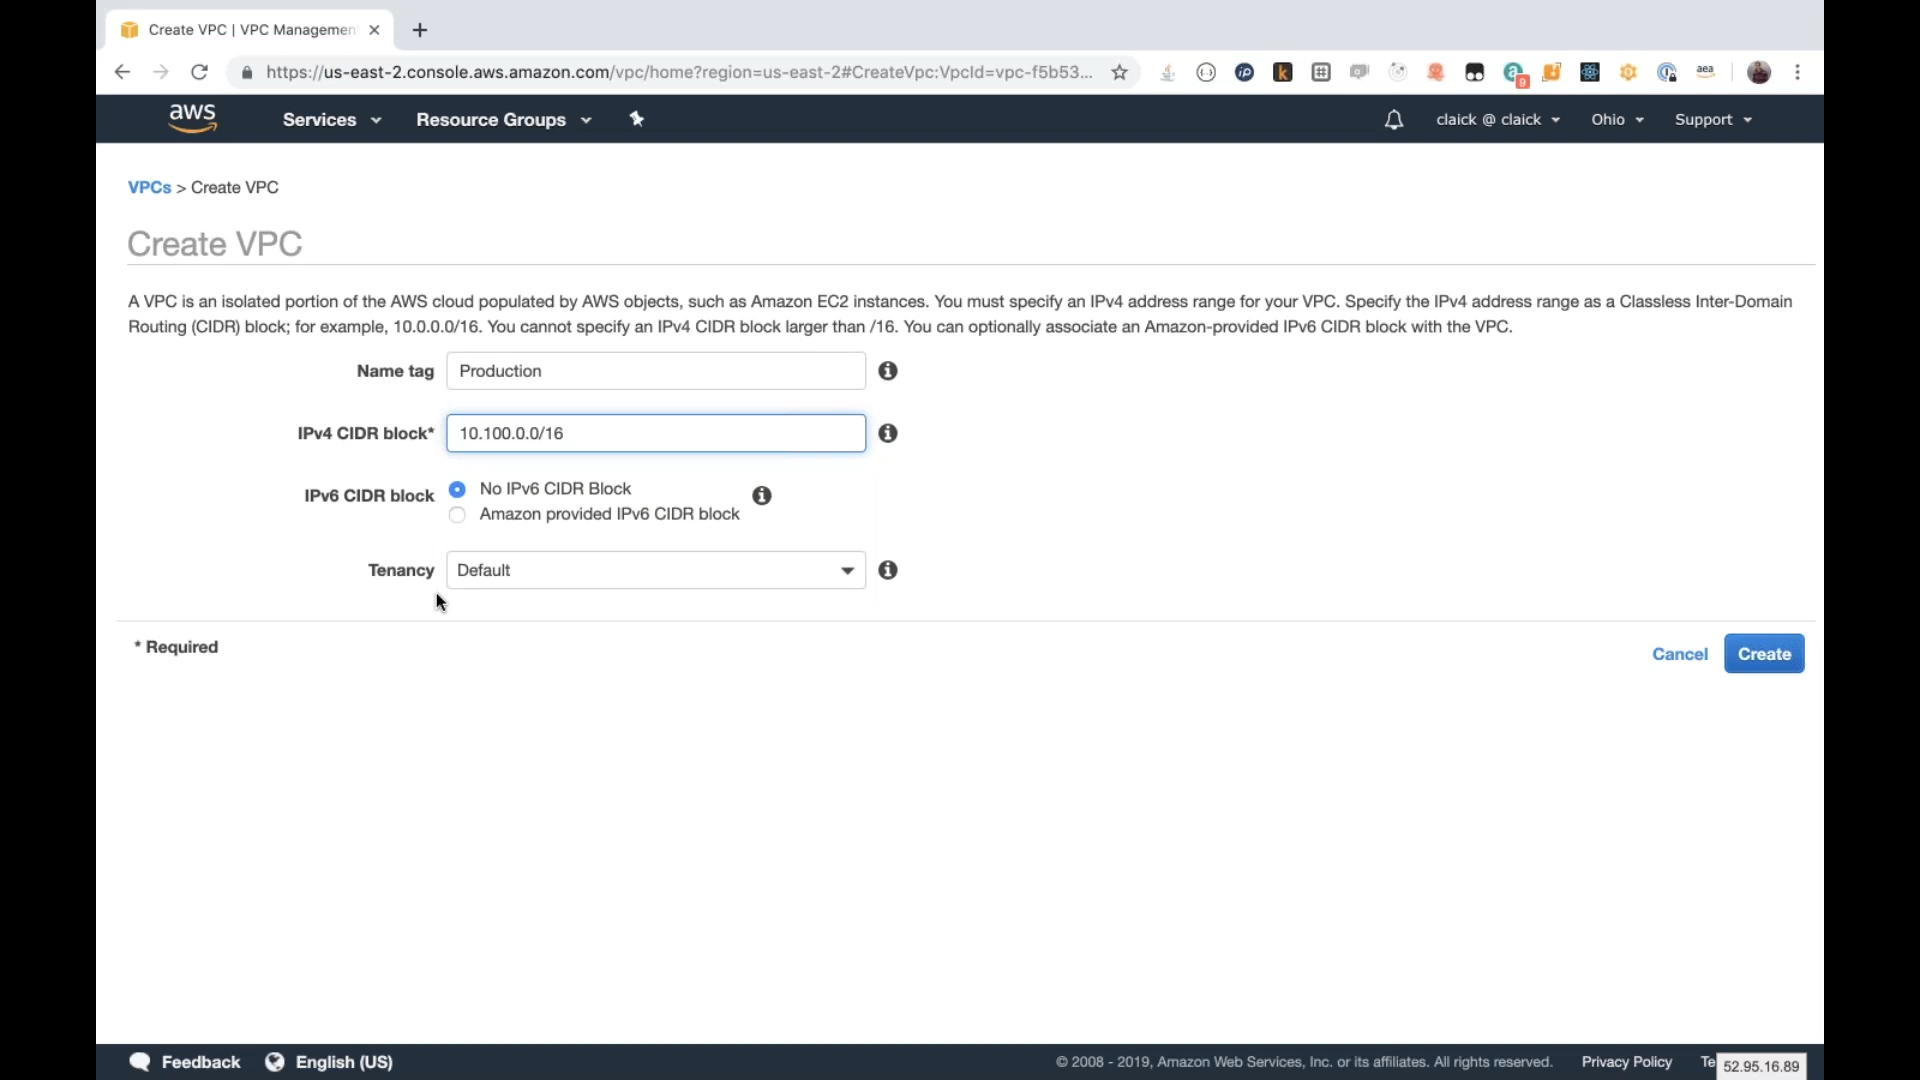 Create VPC | VPC Managemen
https://us-east-2.console.aws.amazon.com/vpc/home?region=us-east-2#CreateVpc:VpcId=vpc-f5b53...
9
aea
aws
Services
Resource Groups
claick @ claick
Ohio
Support
VPCs > Create VPC
Create VPC
A VPC is an isolated portion of the AWS cloud populated by AWS objects, such as Amazon EC2 instances. You must specify an IPv4 address range for your VPC. Specify the IPv4 address range as a Classless Inter-Domain
Routing (CIDR) block; for example, 10.0.0.0/16. You cannot specify an IPv4 CIDR block larger than /16. You can optionally associate an Amazon-provided IPv6 CIDR block with the VPC.
Name tag Production
IPv4 CIDR block* 10.100.0.0/16
IPv6 CIDR block
No IPv6 CIDR Block
Amazon provided IPv6 CIDR block
Tenancy Default
* Required
Cancel
Create
Feedback
English (US)
© 2008 - 2019, Amazon Web Services, Inc. or its affiliates. All rights reserved.
Privacy Policy
Te
52.95.16.89